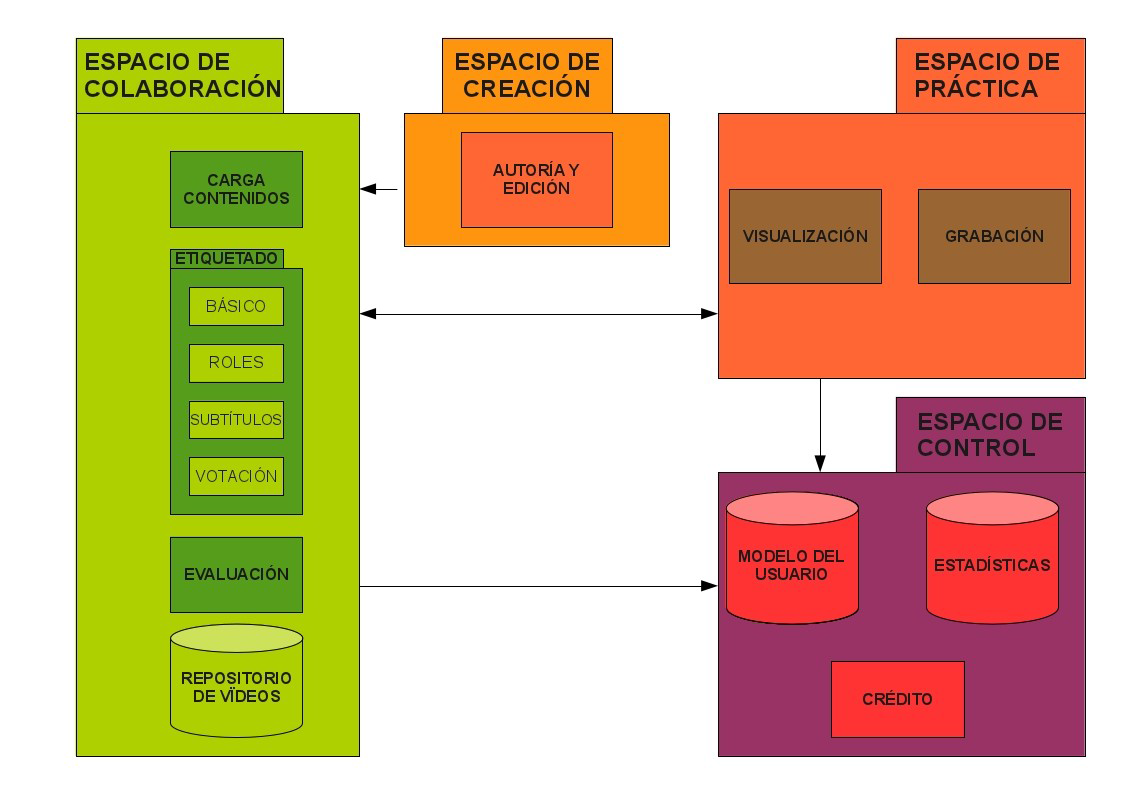 ESPACIO DE
COLABORACIÓN
CARGA
CONTENIDOS
ETIQUETADO
BÁSICO
ROLES
SUBTÍTULOS
VOTACIÓN
EVALUACIÓN
REPOSITORIO
DE VÏDEOS
ESPACIO DE
CREACIÓN
AUTORÍA Y
EDICIÓN
ESPACIO DE
PRÁCTICA
VISUALIZACIÓN
GRABACIÓN
ESPACIO DE
CONTROL
MODELO DEL
USUARIO
ESTADÍSTICAS
CRÉDITO